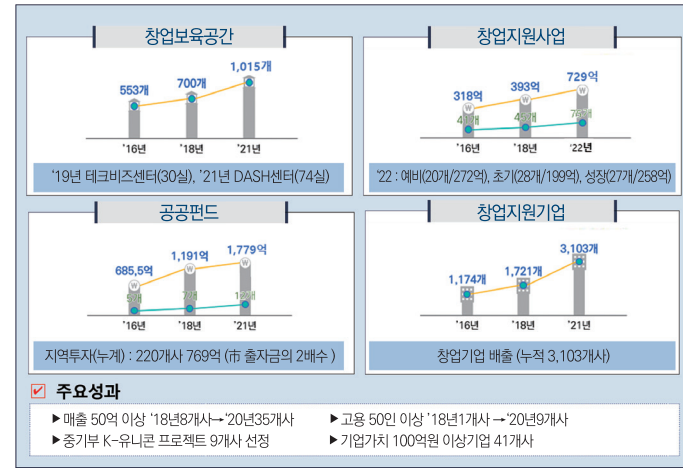 창업보육공간
553개 700개 1,015개
'16년 '18년 '21년
'19년 테크비즈센터(30실), '21년 DASH센터(74실)
창업지원사업
318억 393억 729억
'16년 '18년 '22년
'22 : 예비(20개/272억), 초기(28개/199억), 성장(27개/258억)
공공펀드
685,5억 1,191억 1,779억
'16년 '18년 '21년
지역투자(누계) : 220개사 769억 (市 출자금의 2배수 )
창업지원기업
1,174개 1,721개 3,103개
'16년 '18년 '21년
창업기업 배출 (누적 3,103개사)
주요성과
▶매출 50억 이상 '18년8개사→'20년35개사
▶고용 50인 이상 '18년1개사→'20년9개사
▶중기부 K-유니콘 프로젝트 9개사 선정
▶기업가치 100억원 이상기업 41개사